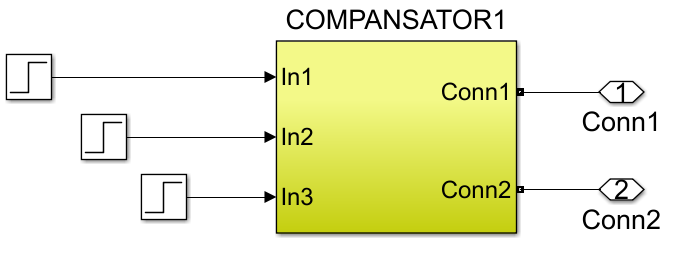 COMPANSATOR1
In1
Conn1
1
Conn1
In2
In3
Conn2
2
Conn2